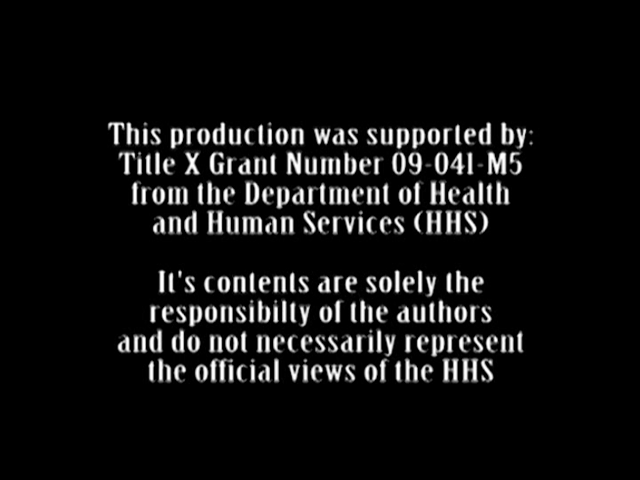 This production was supported by:
Title X Grant Number 09-041-M5
from the Department of Health
and Human Services (HHS)
It's contents are solely the
responsibilty of the authors
and do not necessarily represent
the official views of the HHS